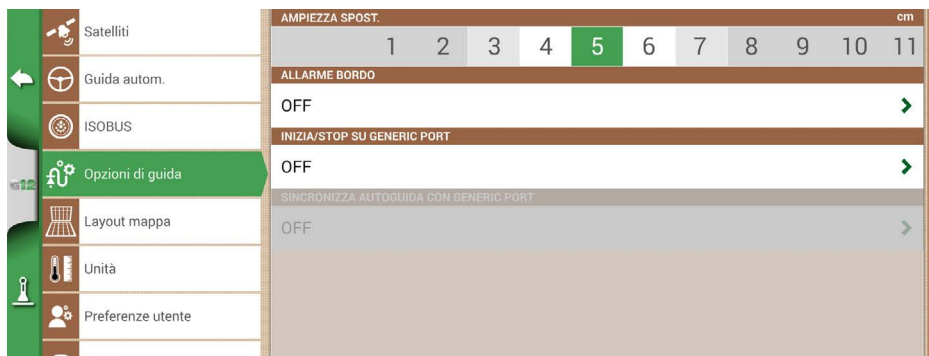 Satelliti
Guida autom.
ISOBUS
Opzioni di guida
Layout mappa
Unità
Preferenze utente
AMPIEZZA SPOST. cm
1 2 3 4 5 6 7 8 9 10 11
ALLARME BORDO
OFF
INIZIA/STOP SU GENERIC PORT
OFF
SINCRONIZZA AUTOGUIDA CON GENERIC PORT
OFF